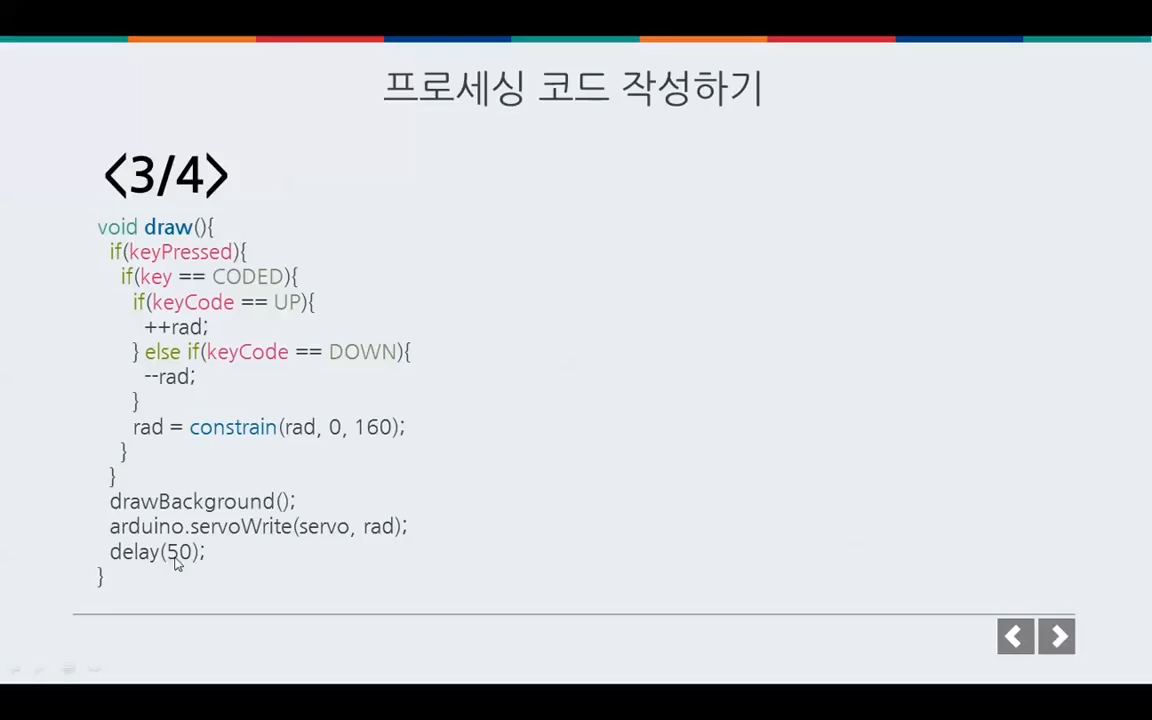 프로세싱 코드 작성하기
<3/4>
void draw(){
if(keyPressed){
if(key == CODED){
if(keyCode == UP){
++rad;
} else if(keyCode == DOWN){
--rad;
}
rad = constrain(rad, 0, 160);
}
}
drawBackground();
arduino.servoWrite(servo, rad);
delay(50);
}